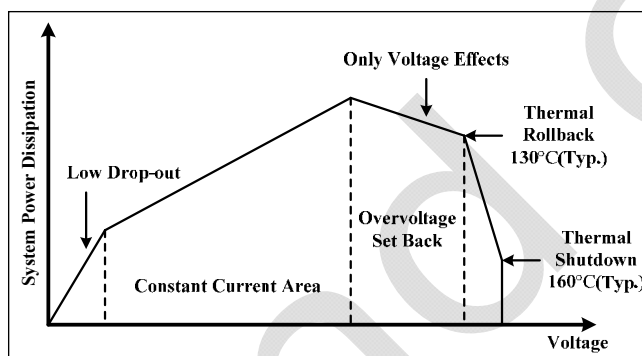 System Power Dissipation
Only Voltage Effects
Low Drop-out
Thermal
Rollback
130°C(Typ.)
Overvoltage
Set Back
Constant Current Area
Thermal
Shutdown
160°C(Typ.)
Voltage